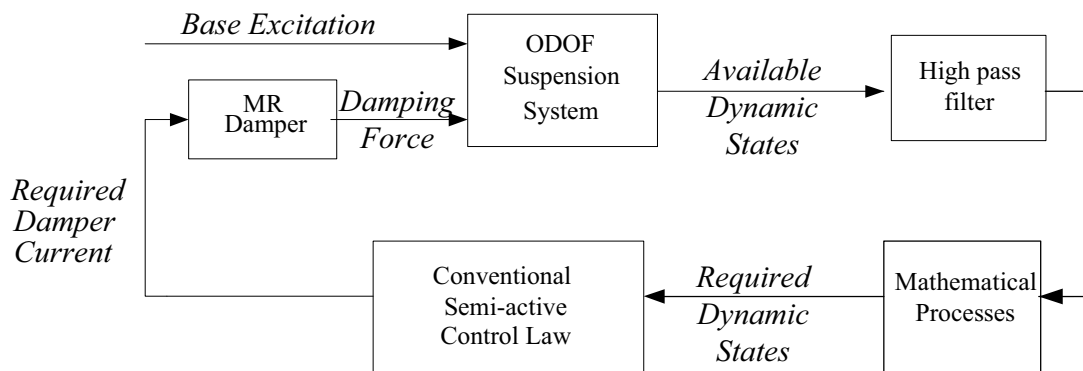 Base Excitation
ODOF
Suspension
System
MR
Damper
Damping
Force
Available
Dynamic
States
High pass
filter
Required
Damper
Current
Conventional
Semi-active
Control Law
Required
Dynamic
States
Mathematical
Processes